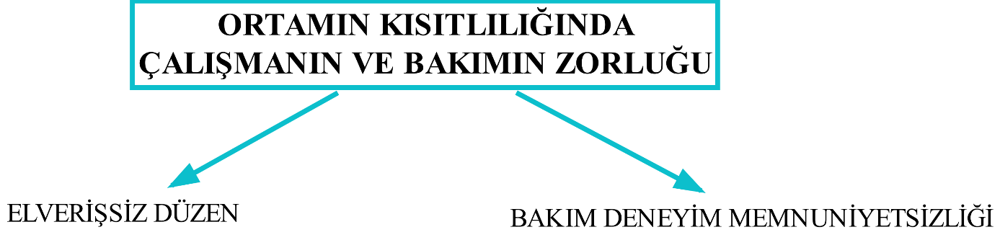 ORTAMIN KISITLILIĞINDA
ÇALIŞMANIN VE BAKIMIN ZORLUĞU
ELVERİŞSİZ DÜZEN
BAKIM DENEYİM MEMNUNİYETSİZLİĞİ